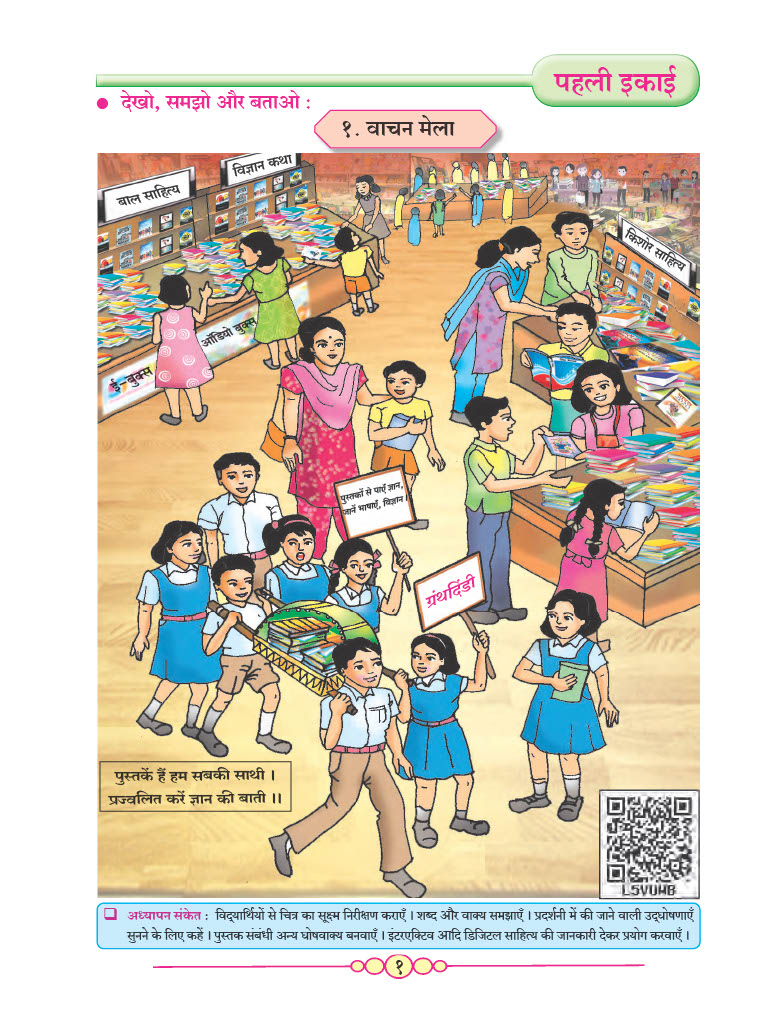 पहली इकाई
● देखो, समझो और बताओ :
१. वाचन मेला
बाल साहित्य
विज्ञान कथा
किशोर साहित्य
ई-बुक्स
ऑडियो बुक्स
पुस्तकों से पाएँ ज्ञान,
जानें भाषाएँ, विज्ञान ।
ग्रंथदिंडी
पुस्तकें हैं हम सबकी साथी ।
प्रज्वलित करें ज्ञान की बाती ।।
L5VUWB
❑ अध्यापन संकेत : विद्यार्थियों से चित्र का सूक्ष्म निरीक्षण कराएँ । शब्द और वाक्य समझाएँ । प्रदर्शनी में की जाने वाली उद्घोषणाएँ
सुनने के लिए कहें । पुस्तक संबंधी अन्य घोषवाक्य बनवाएँ । इंटरएक्टिव आदि डिजिटल साहित्य की जानकारी देकर प्रयोग करवाएँ ।
१